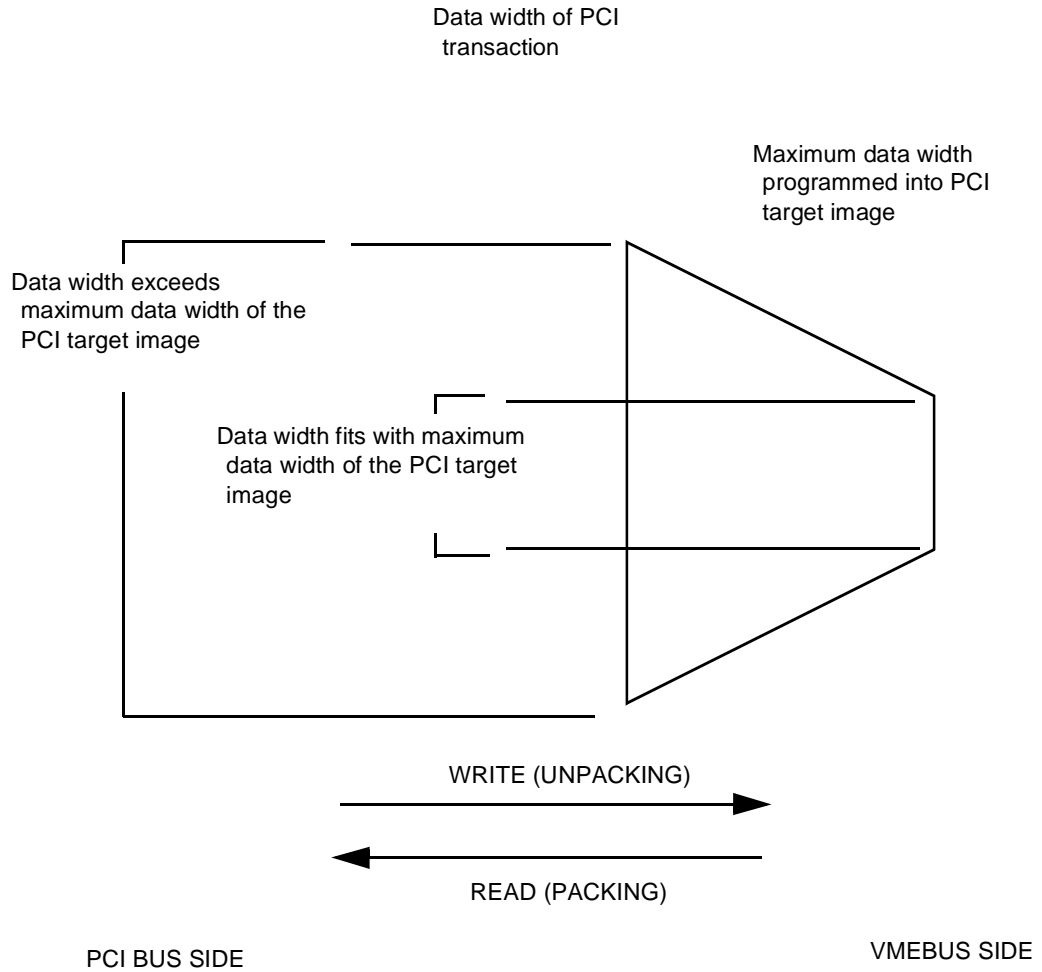 Data width of PCI
transaction
Maximum data width
programmed into PCI
target image
Data width exceeds
maximum data width of the
PCI target image
Data width fits with maximum
data width of the PCI target
image
WRITE (UNPACKING)
READ (PACKING)
PCI BUS SIDE
VMEBUS SIDE